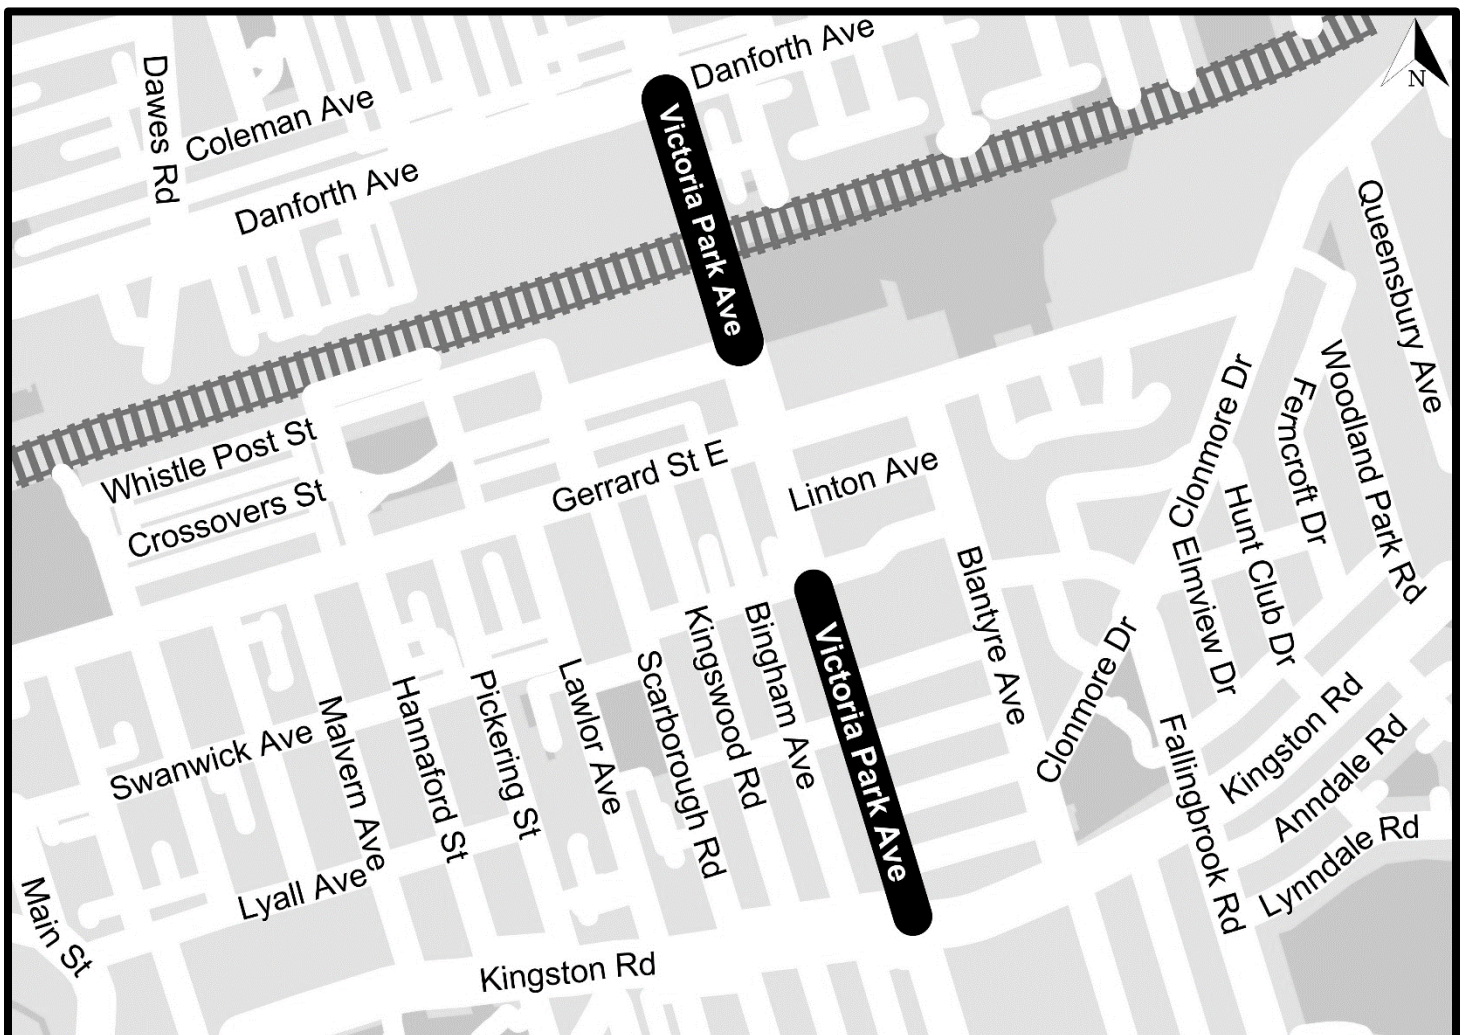 Danforth Ave
Dawes Rd
Coleman Ave
Victoria Park Ave
Danforth Ave
N
Queensbury Ave
Whistle Post St
Crossovers St
Gerrard St E
Linton Ave
Clonmore Dr
Ferncroft Dr
Woodland Park Rd
Hunt Club Dr
Elmview Dr
Blantyre Ave
Clonmore Dr
Victoria Park Ave
Bingham Ave
Kingswood Rd
Scarborough Rd
Lawlor Ave
Pickering St
Hannaford St
Malvern Ave
Swanwick Ave
Kingston Rd
Anndale Rd
Fallingbrook Rd
Lynndale Rd
Lyall Ave
Main St
Kingston Rd